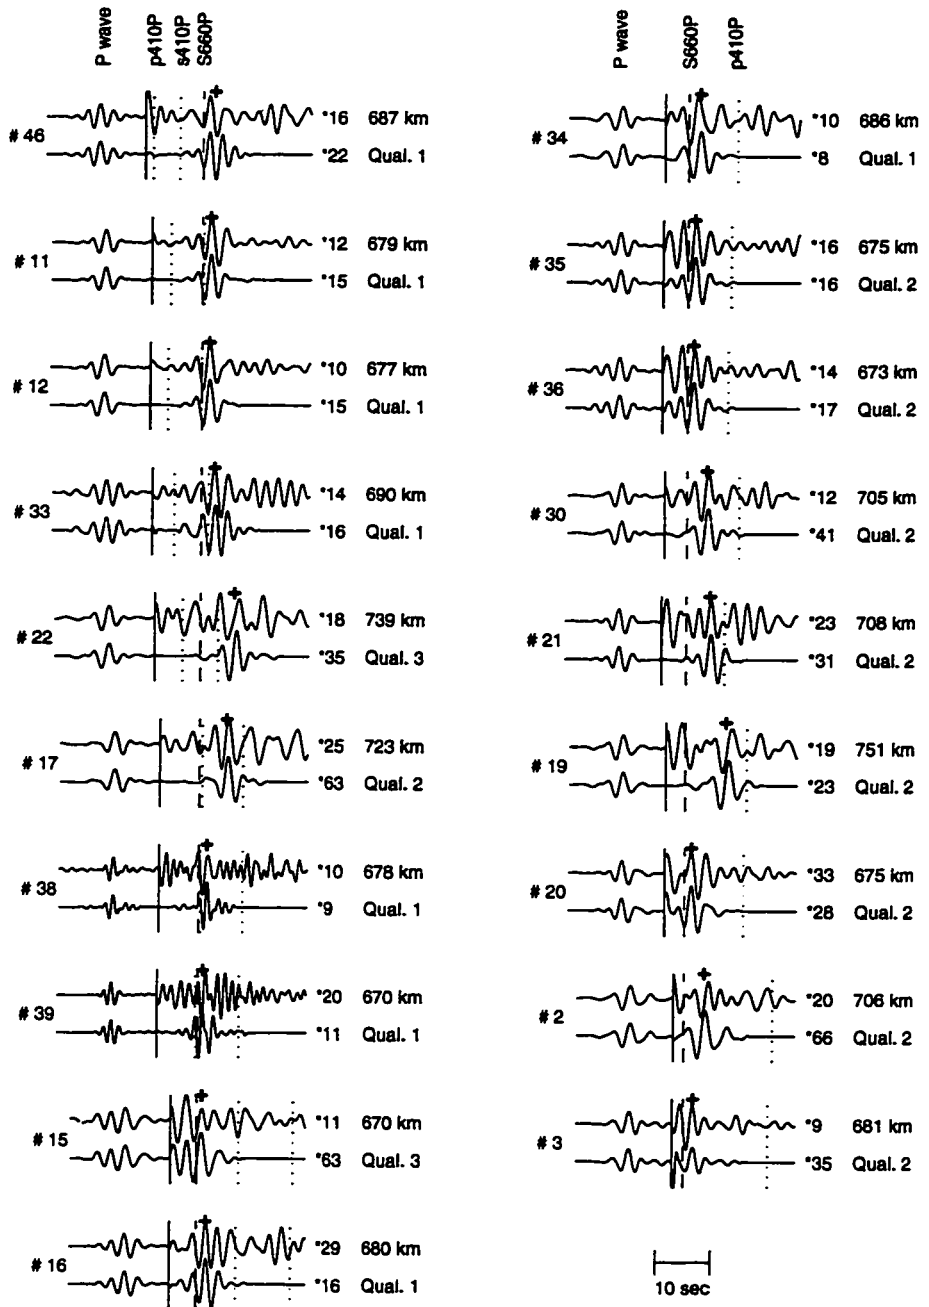 P wave
p410P
s410P
S660P
# 46
*16 687 km
*22 Qual. 1
# 11
*12 679 km
*15 Qual. 1
# 12
*10 677 km
*15 Qual. 1
# 33
*14 690 km
*16 Qual. 1
# 22
*18 739 km
*35 Qual. 3
# 17
*25 723 km
*63 Qual. 2
# 38
*10 678 km
*9 Qual. 1
# 39
*20 670 km
*11 Qual. 1
# 15
*11 670 km
*63 Qual. 3
# 16
*29 680 km
*16 Qual. 1
P wave
S660P
p410P
# 34
*10 686 km
*8 Qual. 1
# 35
*16 675 km
*16 Qual. 2
# 36
*14 673 km
*17 Qual. 2
# 30
*12 705 km
*41 Qual. 2
# 21
*23 708 km
*31 Qual. 2
# 19
*19 751 km
*23 Qual. 2
# 20
*33 675 km
*28 Qual. 2
# 2
*20 706 km
*66 Qual. 2
# 3
*9 681 km
*35 Qual. 2
10 sec